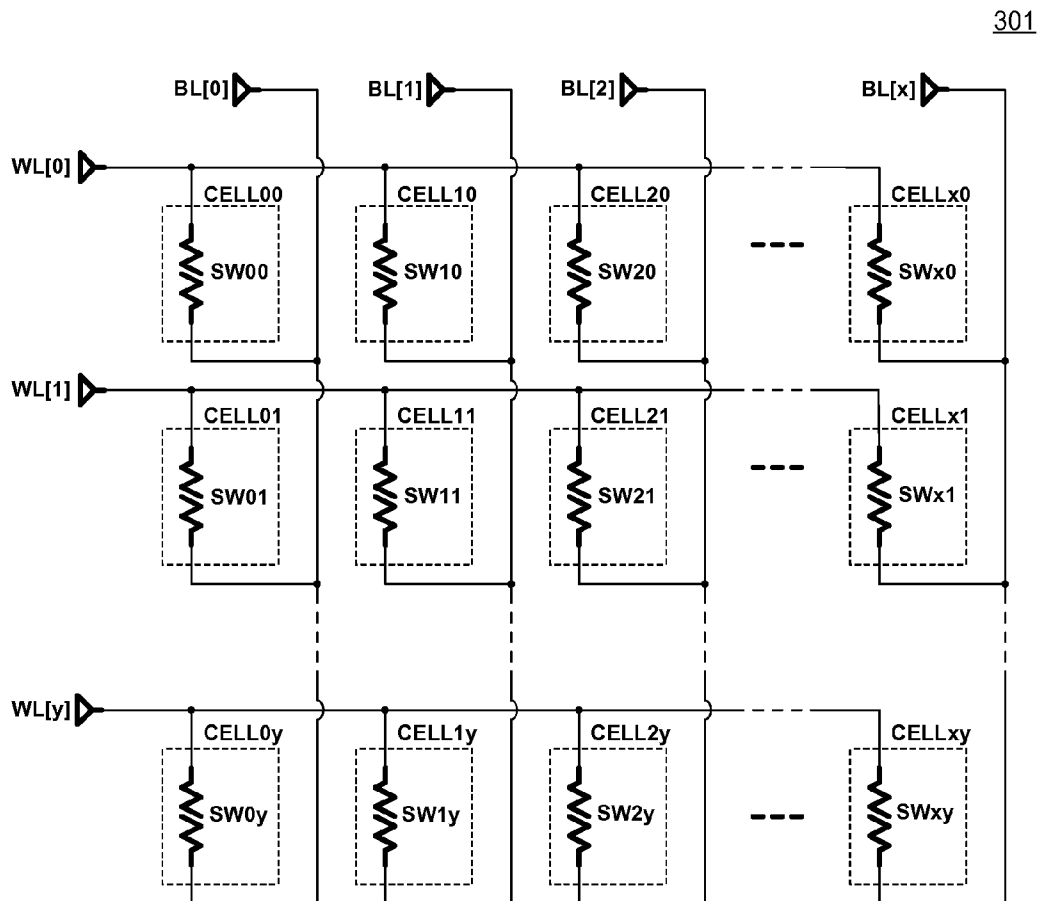 301
BL[0] BL[1] BL[2] BL[x]
WL[0]
CELL00 CELL10 CELL20 CELLx0
SW00 SW10 SW20 SWx0
WL[1]
CELL01 CELL11 CELL21 CELLx1
SW01 SW11 SW21 SWx1
WL[y]
CELL0y CELL1y CELL2y CELLxy
SW0y SW1y SW2y SWxy